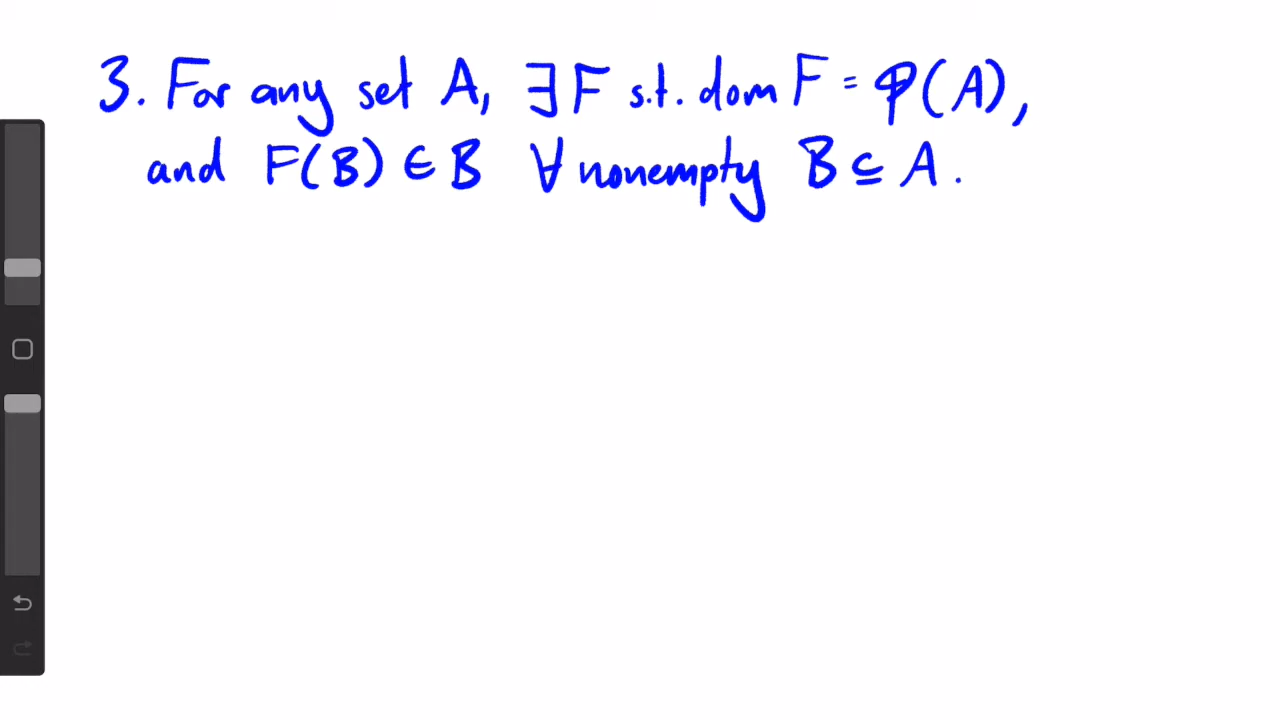 3. For any set A, ∃ F s.t. dom F = P(A),
and F(B) ∈ B ∀ nonempty B ⊆ A.